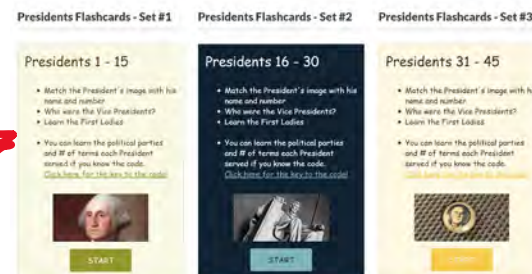 Presidents Flashcards - Set #1
Presidents 1 - 15
• Match the President's image with his
name and number
• Who were the Vice Presidents?
• Learn the First Ladies
• You can learn the political parties
and # of terms each President
served if you know the code.
Click here for the key to the code!
START
Presidents Flashcards - Set #2
Presidents 16 - 30
• Match the President's image with his
name and number
• Who were the Vice Presidents?
• Learn the First Ladies
• You can learn the political parties
and # of terms each President
served if you know the code.
Click here for the key to the code!
START
Presidents Flashcards - Set #3
Presidents 31 - 45
• Match the President's image with h
name and number
• Who were the Vice Presidents?
• Learn the First Ladies
• You can learn the political parties
and # of terms each President
served if you know the code.